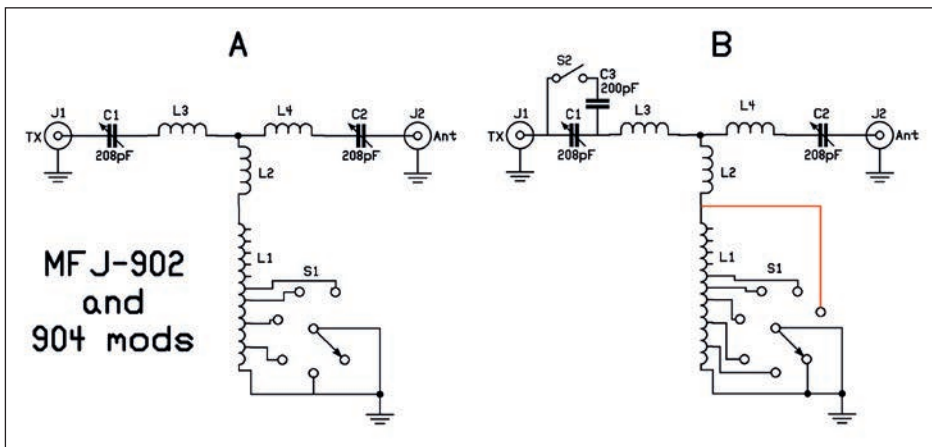 A
J1
C1
L3
L4
C2
J2
TX
208pF
208pF
Ant
L2
L1
S1
MFJ-902
and
904 mods
B
S2
C3
200pF
J1
C1
L3
L4
C2
J2
TX
208pF
208pF
Ant
L2
L1
S1